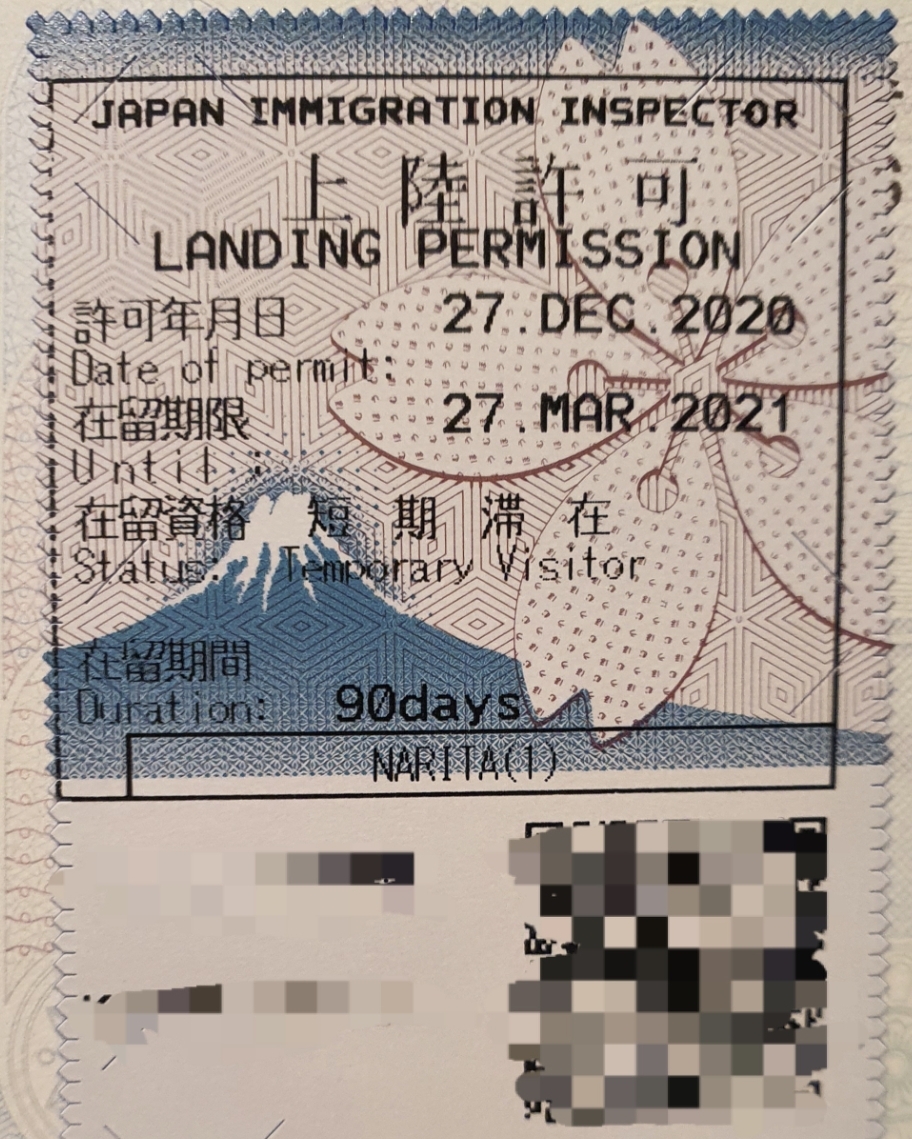 JAPAN IMMIGRATION INSPECTOR
上陸許可
LANDING PERMISSION
許可年月日 27.DEC.2020
Date of permit:
在留期限 27.MAR.2021
Until :
在留資格 短期滞在
Status: Temporary Visitor
在留期間
Duration: 90days
NARITA(1)